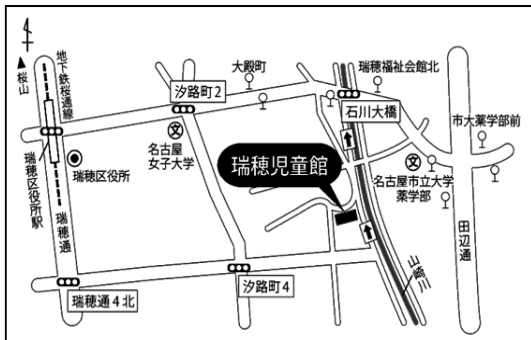 地下鉄桜通線
桜山
汐路町2
大殿町
瑞穂福祉会館北
石川大橋
市大薬学部前
文
名古屋
女子大学
瑞穂児童館
文
名古屋市立大学
薬学部
瑞穂区役所
瑞穂区役所駅
瑞穂通
田辺通
山崎川
瑞穂通4北
汐路町4